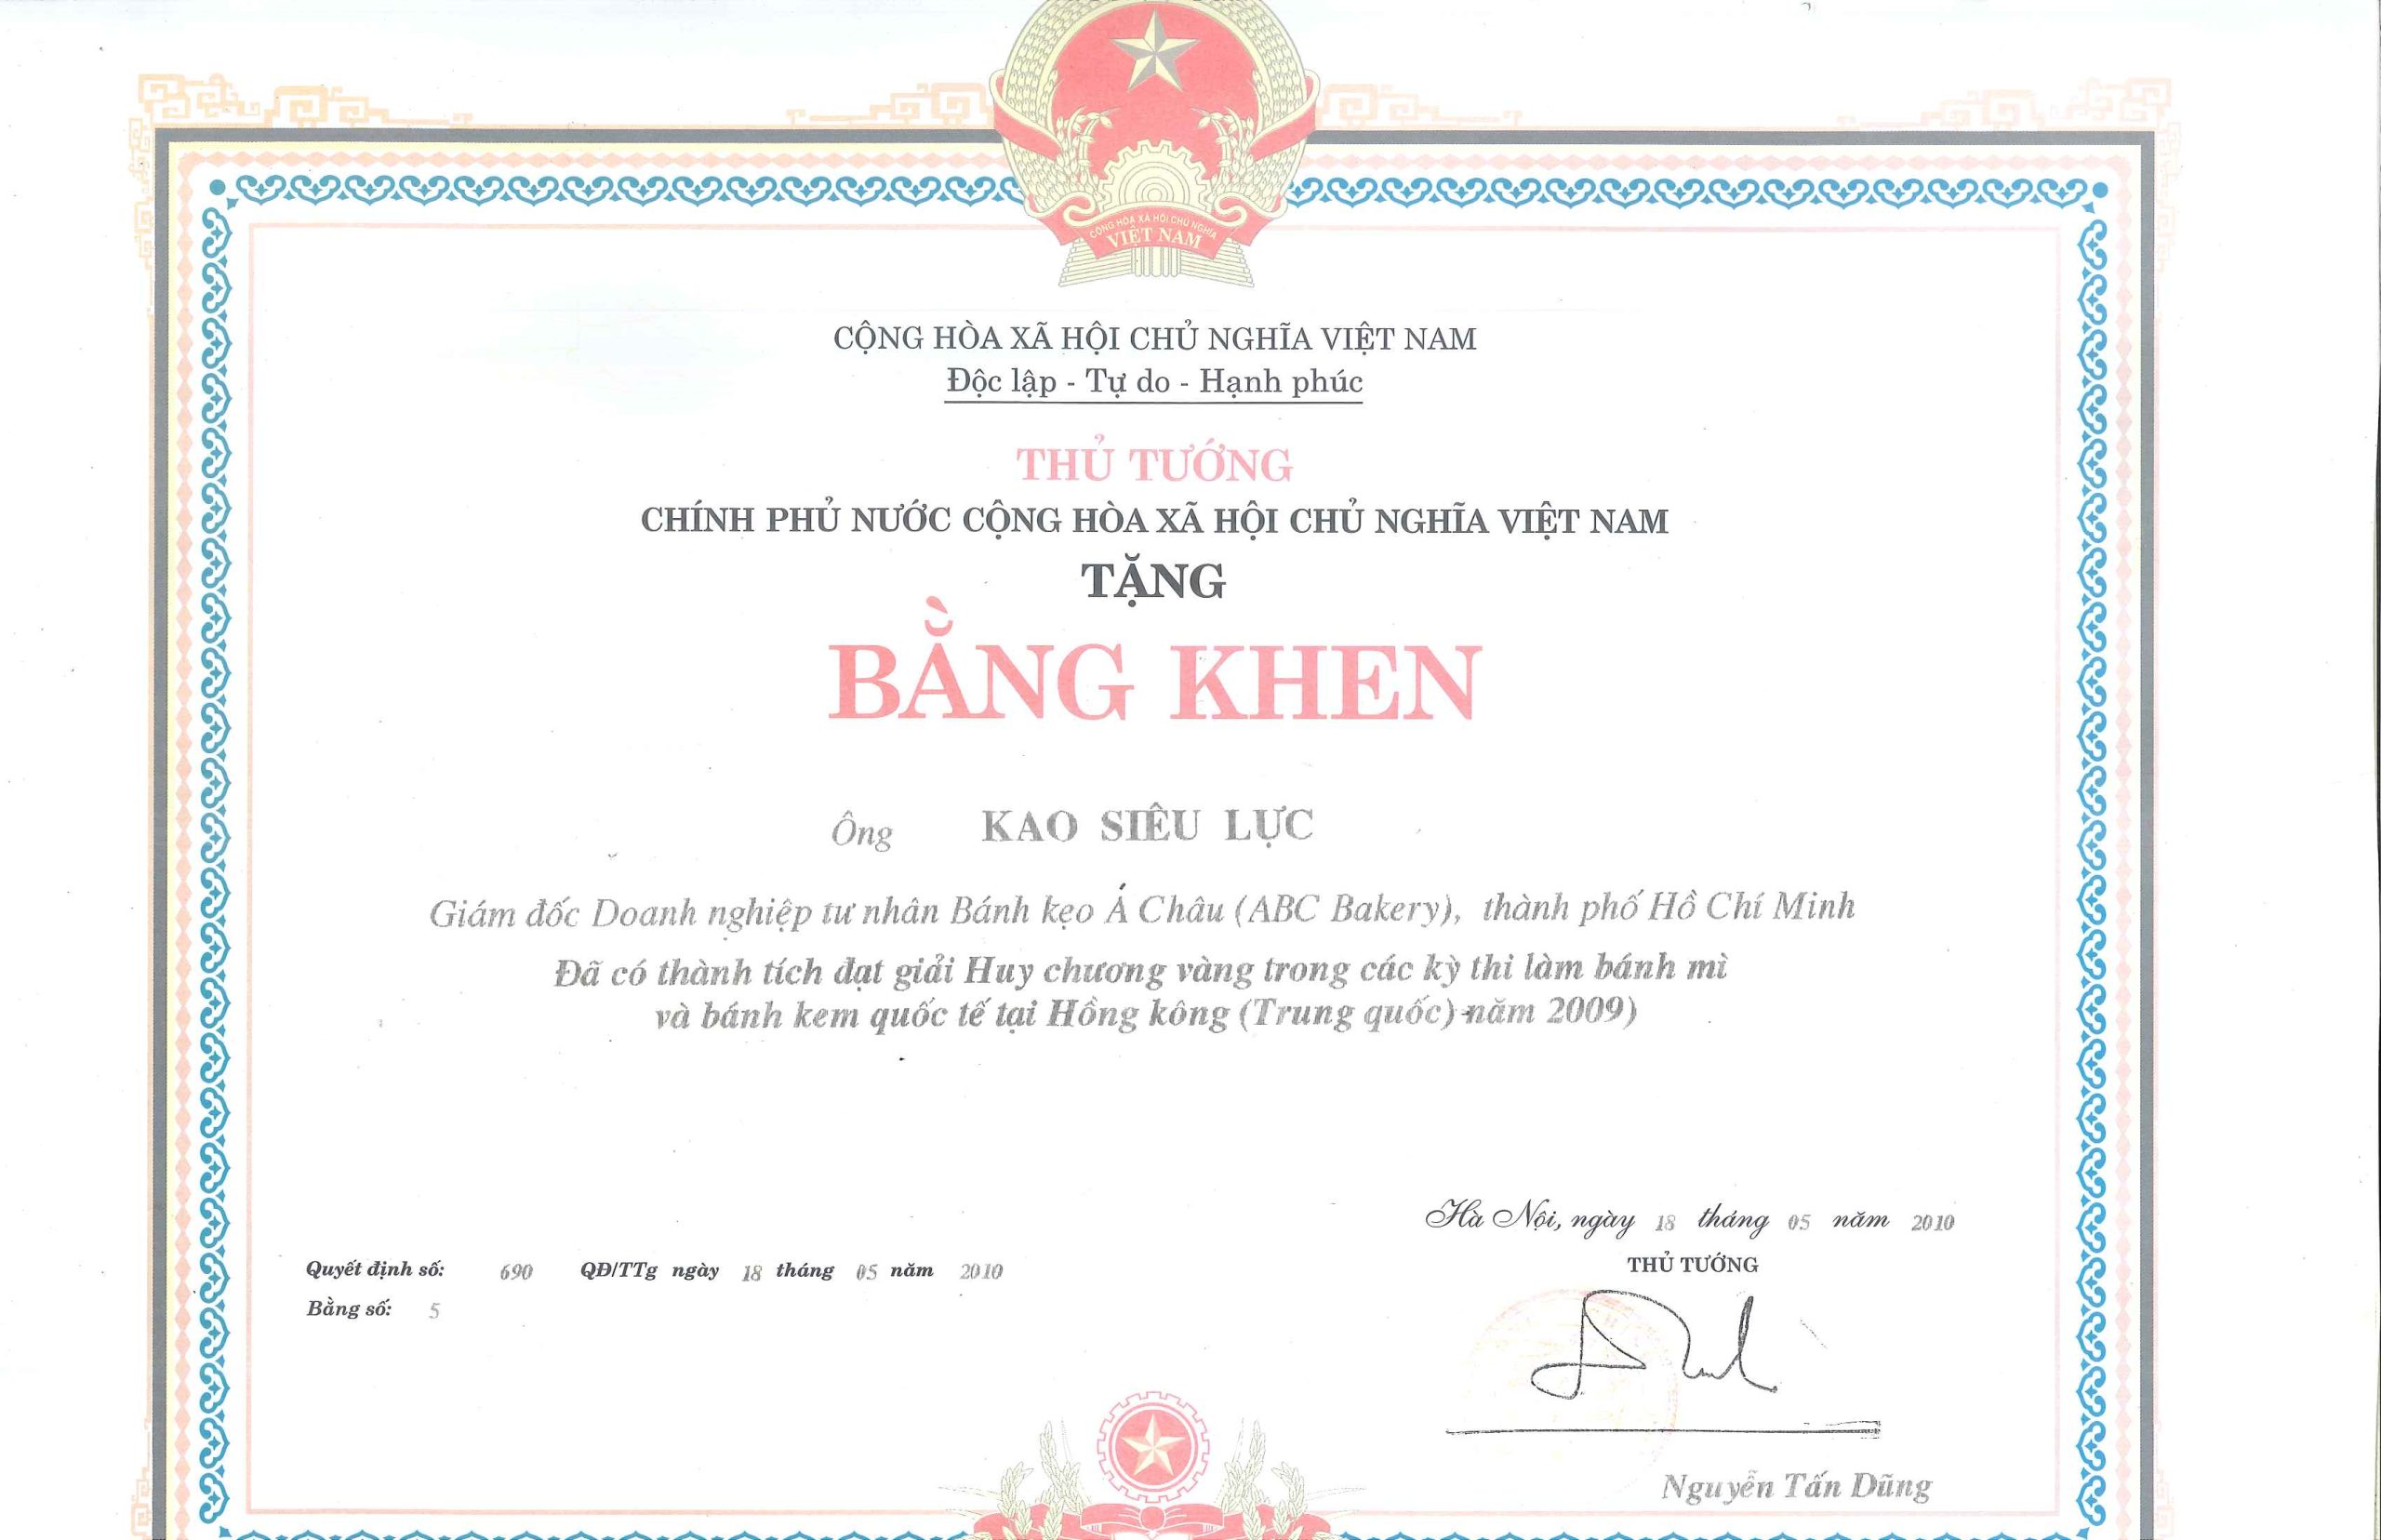 CỘNG HÒA XÃ HỘI CHỦ NGHĨA
VIỆT NAM
CỘNG HÒA XÃ HỘI CHỦ NGHĨA VIỆT NAM
Độc lập - Tự do - Hạnh phúc
THỦ TƯỚNG
CHÍNH PHỦ NƯỚC CỘNG HÒA XÃ HỘI CHỦ NGHĨA VIỆT NAM
TẶNG
BẰNG KHEN
Ông KAO SIÊU LỰC
Giám đốc Doanh nghiệp tư nhân Bánh kẹo Á Châu (ABC Bakery), thành phố Hồ Chí Minh
Đã có thành tích đạt giải Huy chương vàng trong các kỳ thi làm bánh mì
và bánh kem quốc tế tại Hồng kông (Trung quốc)-năm 2009)
Hà Nội, ngày 18 tháng 05 năm 2010
THỦ TƯỚNG
Quyết định số: 690 QĐ/TTg ngày 18 tháng 05 năm 2010
Bằng số: 5
Nguyễn Tấn Dũng